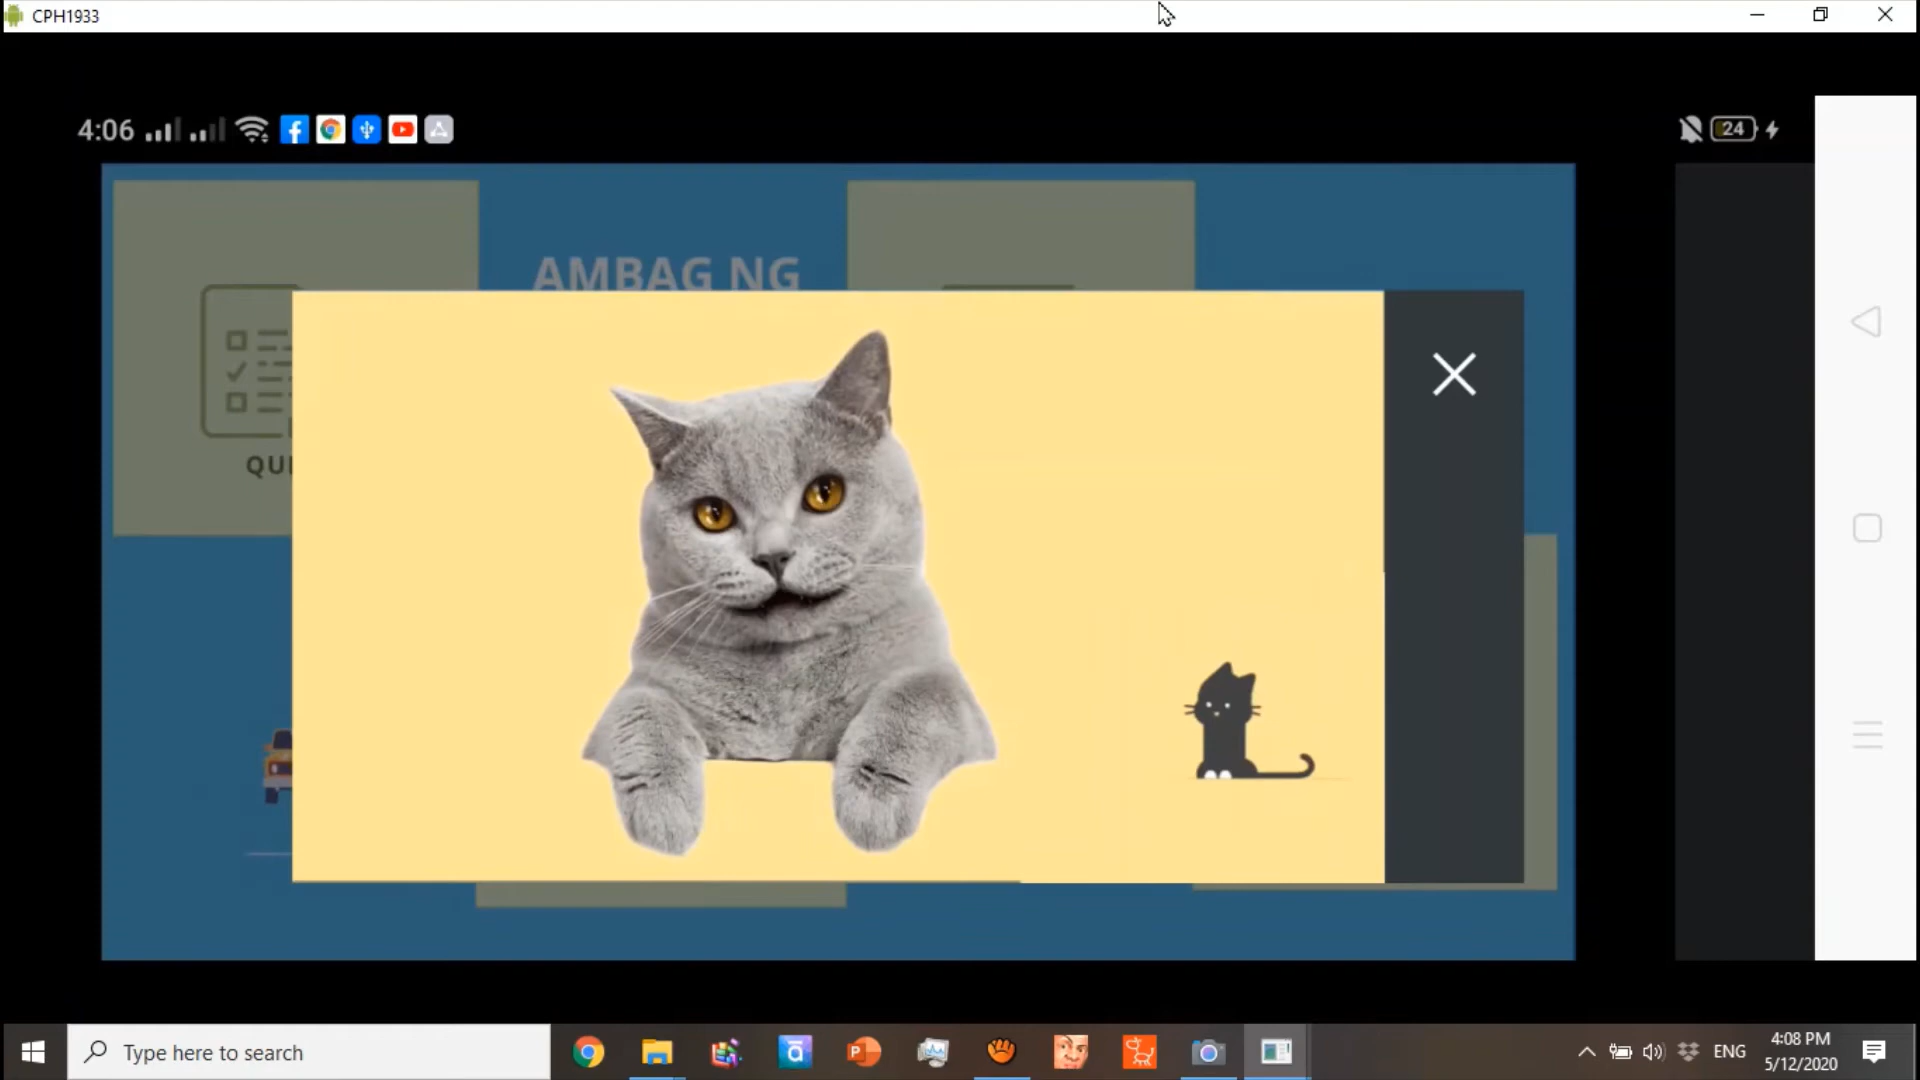 CPH1933
4:06
24
AMBAG NG
QUI
Type here to search
ENG
4:08 PM
5/12/2020